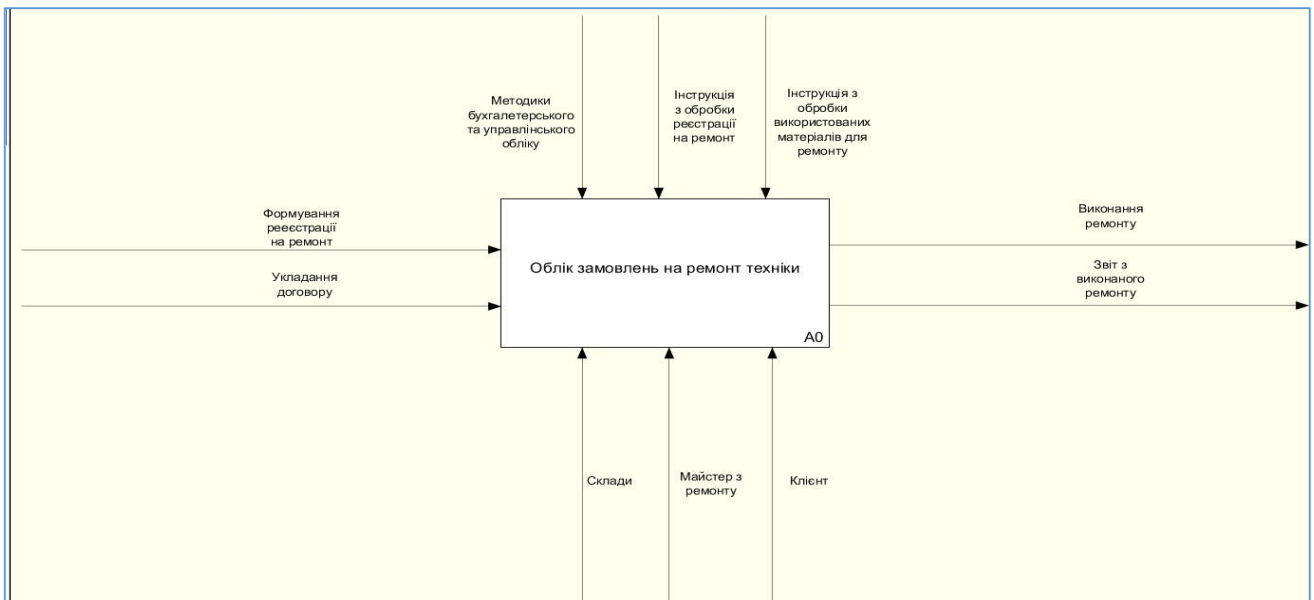 Методики
бухгалетерського
та управлінського
обліку
Інструкція
з обробки
реєстрації
на ремонт
Інструкція з
обробки
використованих
матеріалів для
ремонту
Формування
рееєстрації
на ремонт
Укладання
договору
Облік замовлень на ремонт техніки
A0
Виконання
ремонту
Звіт з
виконаного
ремонту
Склади
Майстер з
ремонту
Клієнт